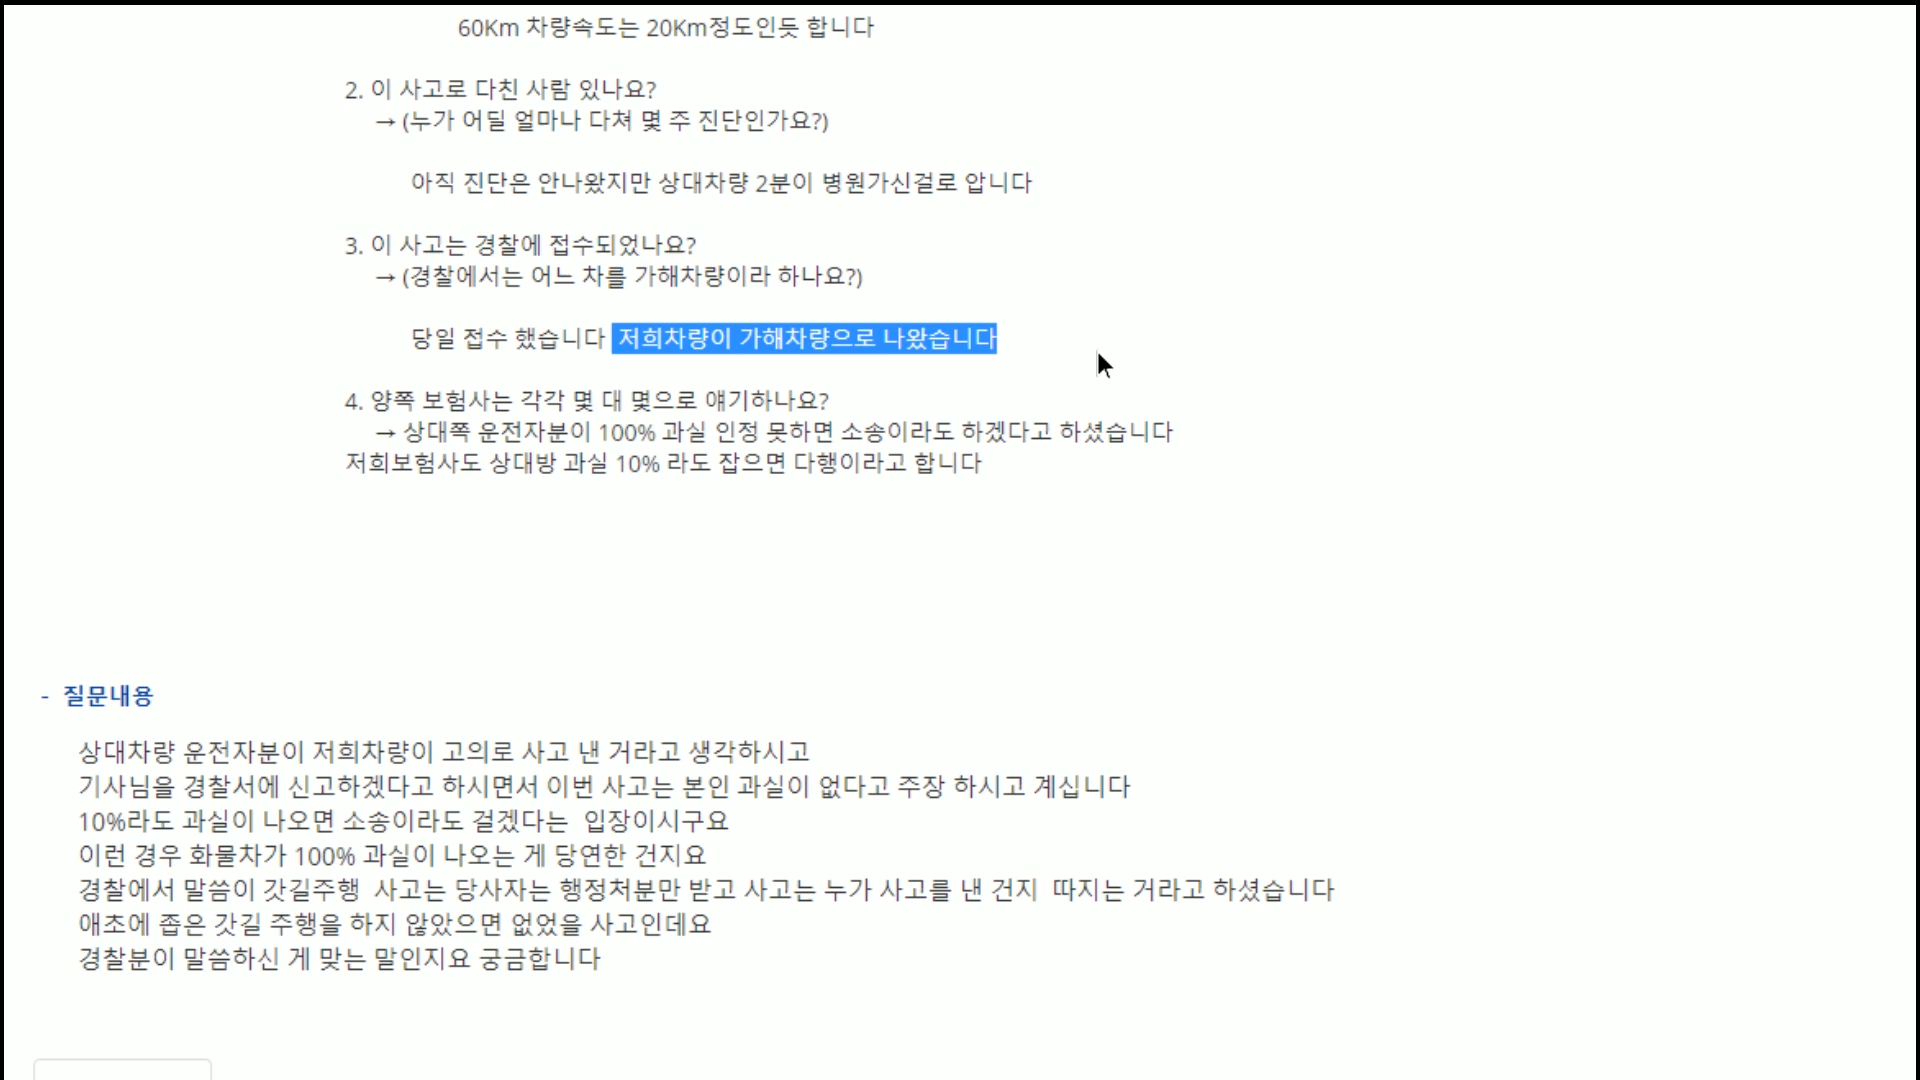 60Km 차량속도는 20Km정도인듯 합니다
2. 이 사고로 다친 사람 있나요?
→ (누가 어딜 얼마나 다쳐 몇 주 진단인가요?)
아직 진단은 안나왔지만 상대차량 2분이 병원가신걸로 압니다
3. 이 사고는 경찰에 접수되었나요?
→ (경찰에서는 어느 차를 가해차량이라 하나요?)
당일 접수 했습니다 저희차량이 가해차량으로 나왔습니다
4. 양쪽 보험사는 각각 몇 대 몇으로 얘기하나요?
→ 상대쪽 운전자분이 100% 과실 인정 못하면 소송이라도 하겠다고 하셨습니다
저희보험사도 상대방 과실 10% 라도 잡으면 다행이라고 합니다
- 질문내용
상대차량 운전자분이 저희차량이 고의로 사고 낸 거라고 생각하시고
기사님을 경찰서에 신고하겠다고 하시면서 이번 사고는 본인 과실이 없다고 주장 하시고 계십니다
10%라도 과실이 나오면 소송이라도 걸겠다는 입장이시구요
이런 경우 화물차가 100% 과실이 나오는 게 당연한 건지요
경찰에서 말씀이 갓길주행 사고는 당사자는 행정처분만 받고 사고는 누가 사고를 낸 건지 따지는 거라고 하셨습니다
애초에 좁은 갓길 주행을 하지 않았으면 없었을 사고인데요
경찰분이 말씀하신 게 맞는 말인지요 궁금합니다